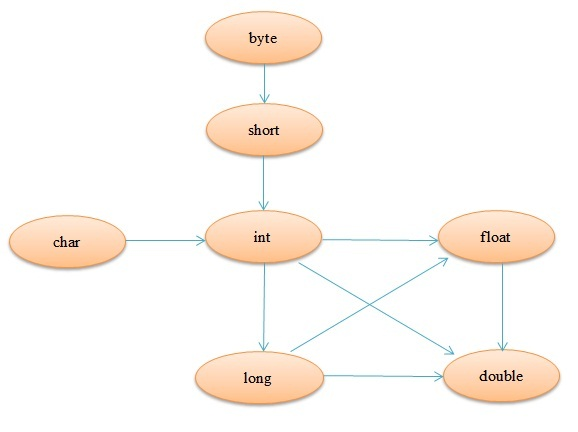 byte
short
char
int
float
long
double